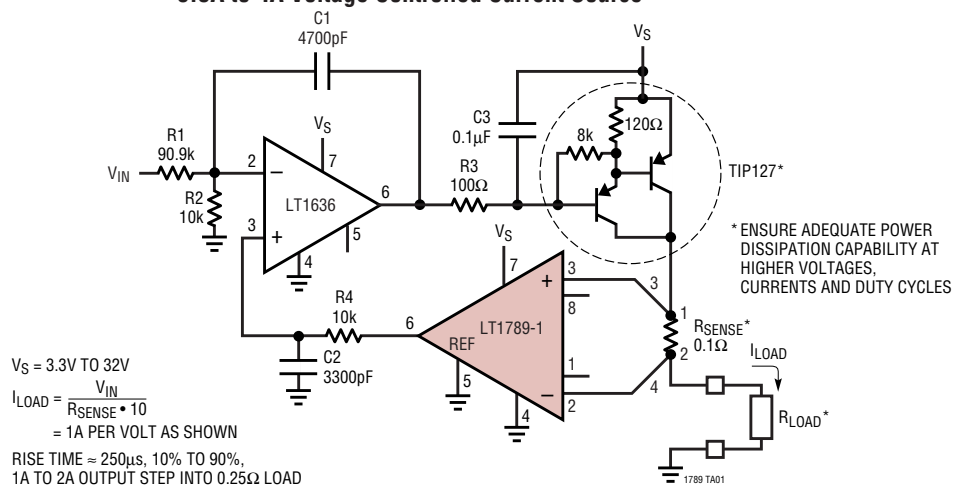 0.5A to 4A Voltage Controlled Current Source
C1
4700pF
VS
R1
90.9k
VIN
R2
10k
2
3
VS
7
LT1636
6
5
4
C3
0.1µF
R3
100Ω
8k
120Ω
TIP127*
* ENSURE ADEQUATE POWER
DISSIPATION CAPABILITY AT
HIGHER VOLTAGES,
CURRENTS AND DUTY CYCLES
VS
7
3
8
LT1789-1
REF
6
5
4
1
2
R4
10k
C2
3300pF
3
4
1
2
RSENSE*
0.1Ω
ILOAD
RLOAD*
1789 TA01
VS = 3.3V TO 32V
ILOAD = VIN
RSENSE • 10
= 1A PER VOLT AS SHOWN
RISE TIME ≈ 250µs, 10% TO 90%,
1A TO 2A OUTPUT STEP INTO 0.25Ω LOAD